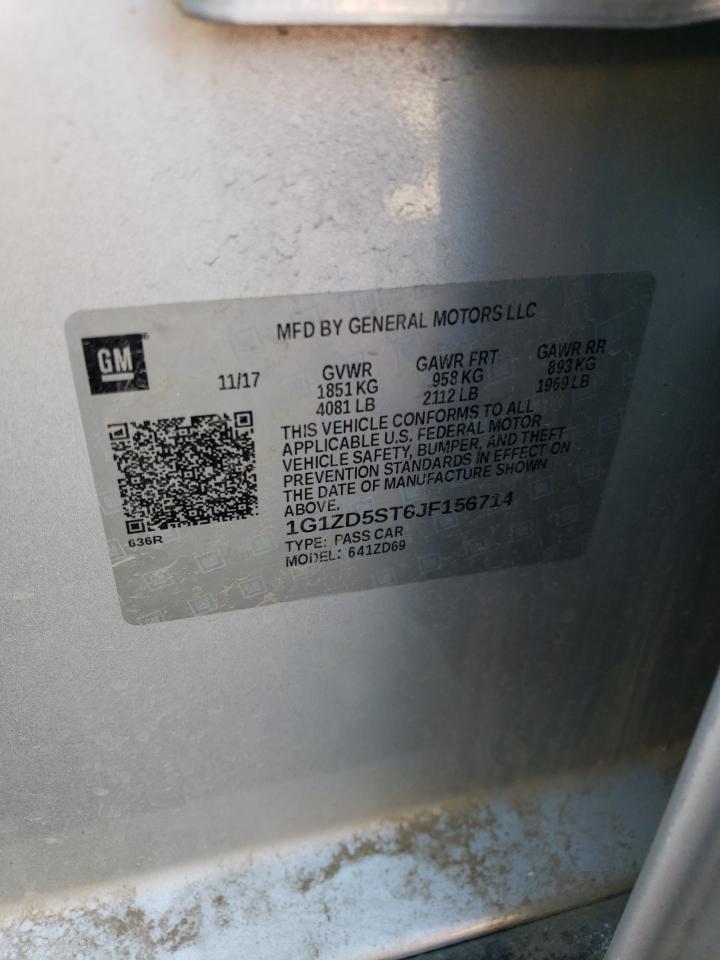 MFD BY GENERAL MOTORS LLC
GM
11/17
GVWR
1851 KG
4081 LB
GAWR FRT
958 KG
2112 LB
GAWR RR
893 KG
1969 LB
THIS VEHICLE CONFORMS TO ALL
APPLICABLE U.S. FEDERAL MOTOR
VEHICLE SAFETY, BUMPER, AND THEFT
PREVENTION STANDARDS IN EFFECT ON
THE DATE OF MANUFACTURE SHOWN
ABOVE.
1G1ZD5ST6JF156714
TYPE: PASS CAR
MODEL: 641ZD69
636R